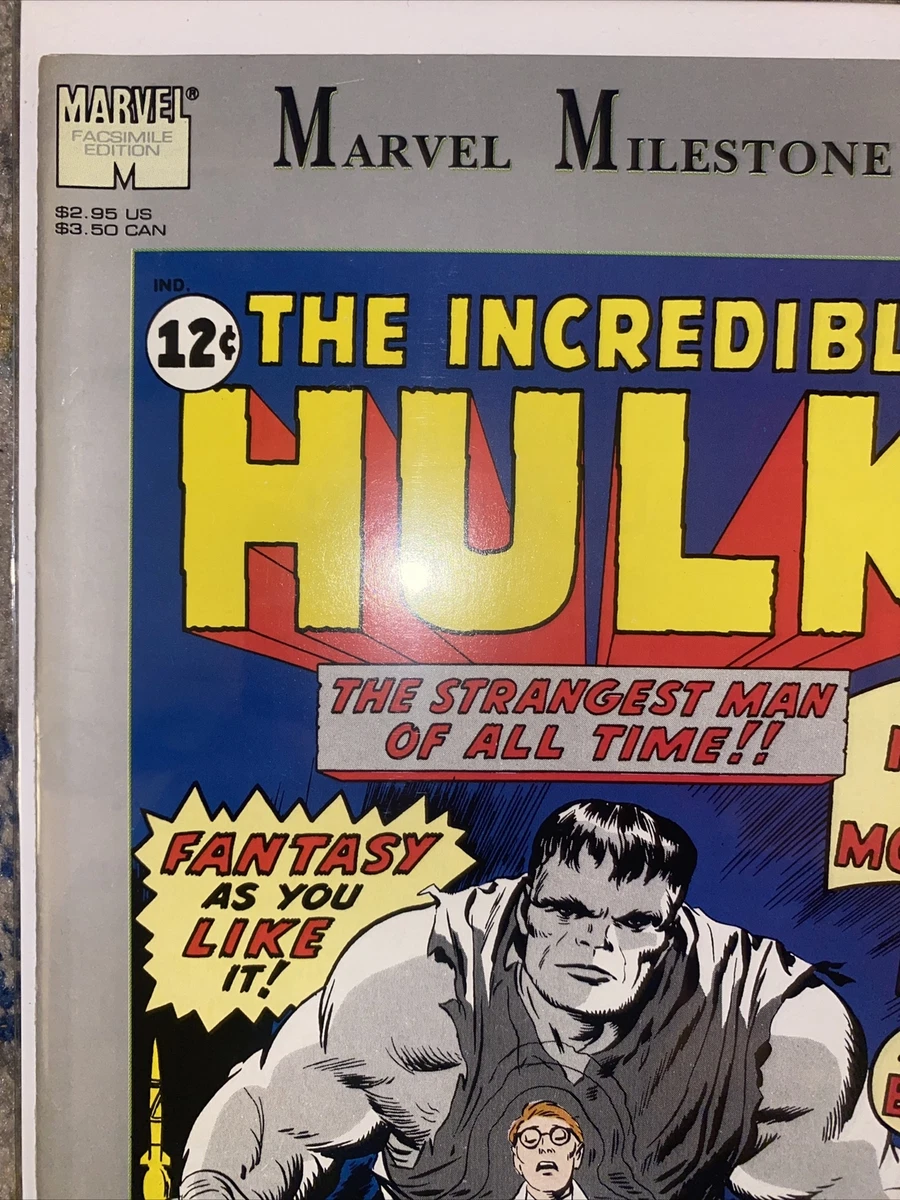 MARVEL®
FACSIMILE
EDITION
M
$2.95 US
$3.50 CAN
MARVEL MILESTONE
IND.
12¢
THE INCREDIBL
HULK
THE STRANGEST MAN
OF ALL TIME!!
FANTASY
AS YOU
LIKE
IT!